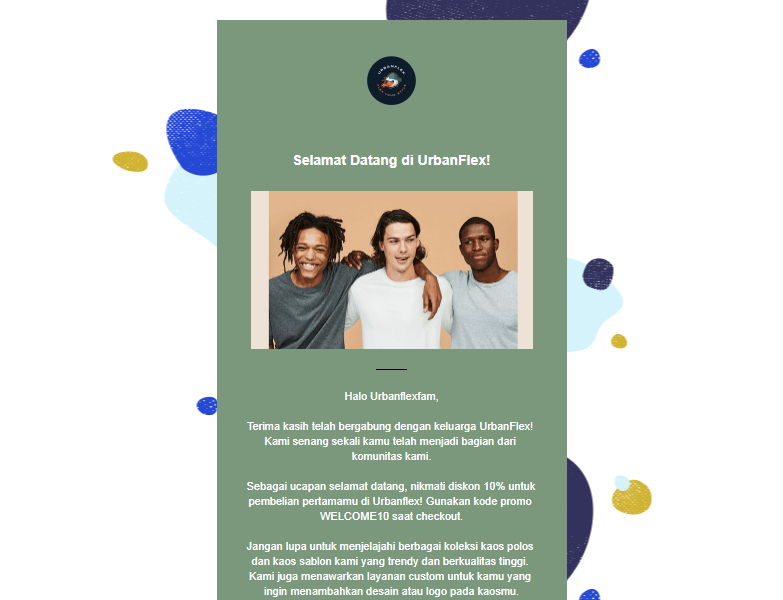 URBANFLEX
Selamat Datang di UrbanFlex!
Halo Urbanflexfam,
Terima kasih telah bergabung dengan keluarga UrbanFlex!
Kami senang sekali kamu telah menjadi bagian dari
komunitas kami.
Sebagai ucapan selamat datang, nikmati diskon 10% untuk
pembelian pertamamu di Urbanflex! Gunakan kode promo
WELCOME10 saat checkout.
Jangan lupa untuk menjelajahi berbagai koleksi kaos polos
dan kaos sablon kami yang trendy dan berkualitas tinggi.
Kami juga menawarkan layanan custom untuk kamu yang
ingin menambahkan desain atau logo pada kaosmu.